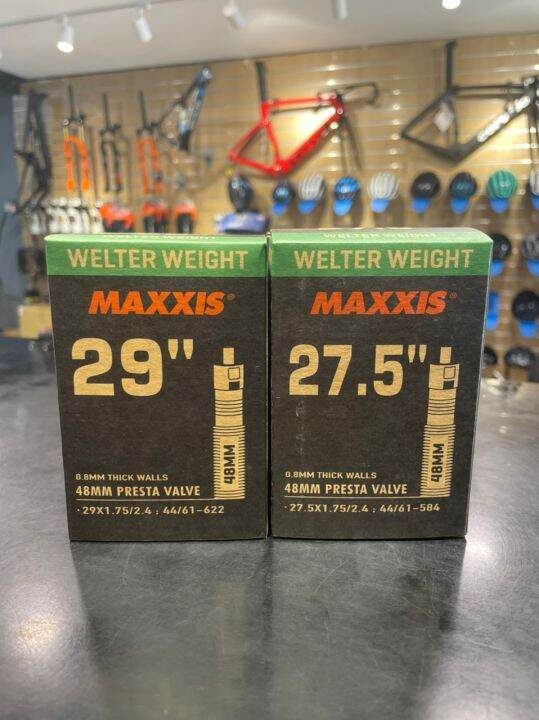 WELTER WEIGHT
MAXXIS®
29"
48MM
0.8MM THICK WALLS
48MM PRESTA VALVE
·29X1.75/2.4 : 44/61-622
WELTER WEIGHT
MAXXIS®
27.5"
48MM
0.8MM THICK WALLS
48MM PRESTA VALVE
·27.5X1.75/2.4 : 44/61-584